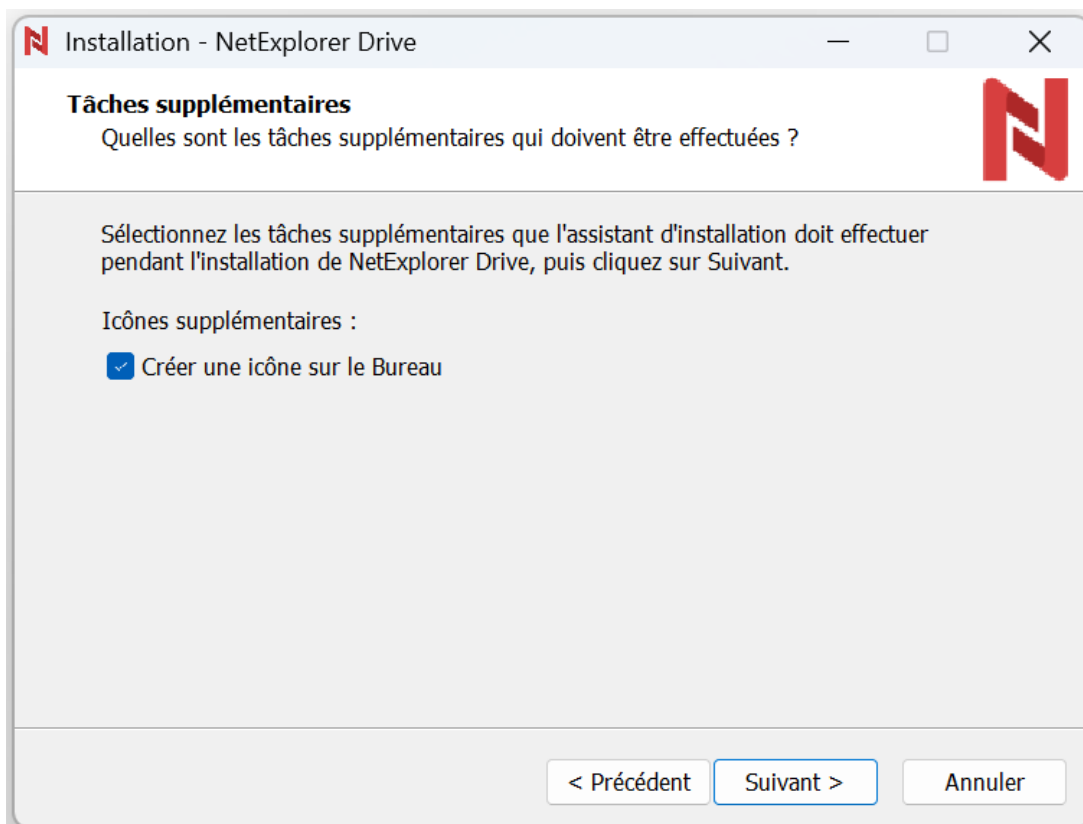 Installation - NetExplorer Drive
Tâches supplémentaires
Quelles sont les tâches supplémentaires qui doivent être effectuées ?
Sélectionnez les tâches supplémentaires que l'assistant d'installation doit effectuer
pendant l'installation de NetExplorer Drive, puis cliquez sur Suivant.
Icônes supplémentaires :
Créer une icône sur le Bureau
< Précédent
Suivant >
Annuler